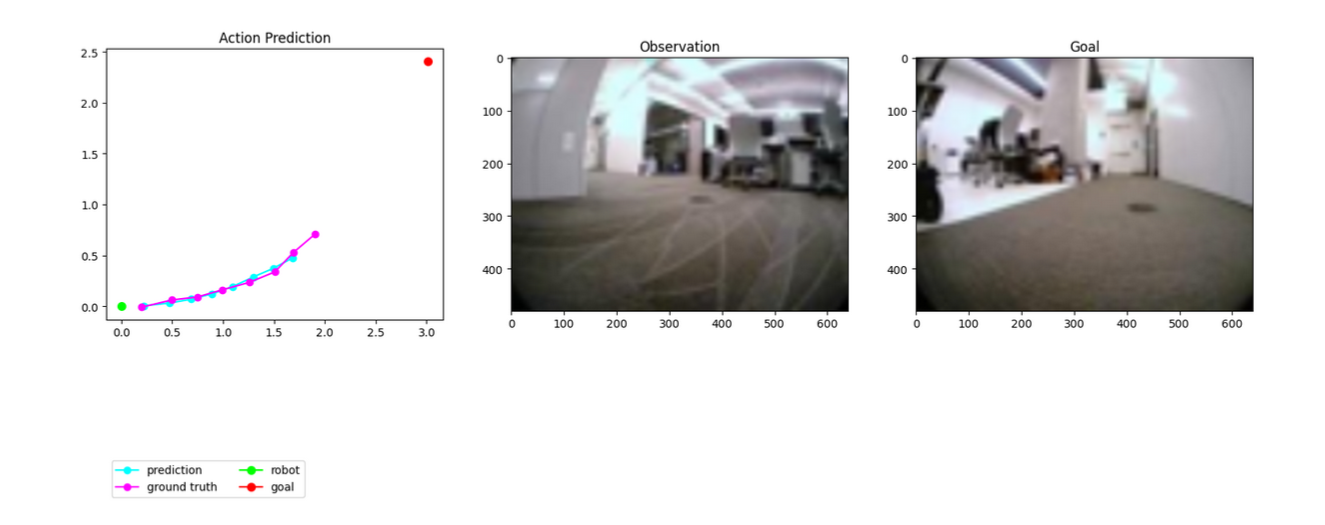 Action Prediction
2.5
2.0
1.5
1.0
0.5
0.0
0.0 0.5 1.0 1.5 2.0 2.5 3.0
Observation
0
100
200
300
400
0 100 200 300 400 500 600
Goal
0
100
200
300
400
0 100 200 300 400 500 600
prediction robot
ground truth goal